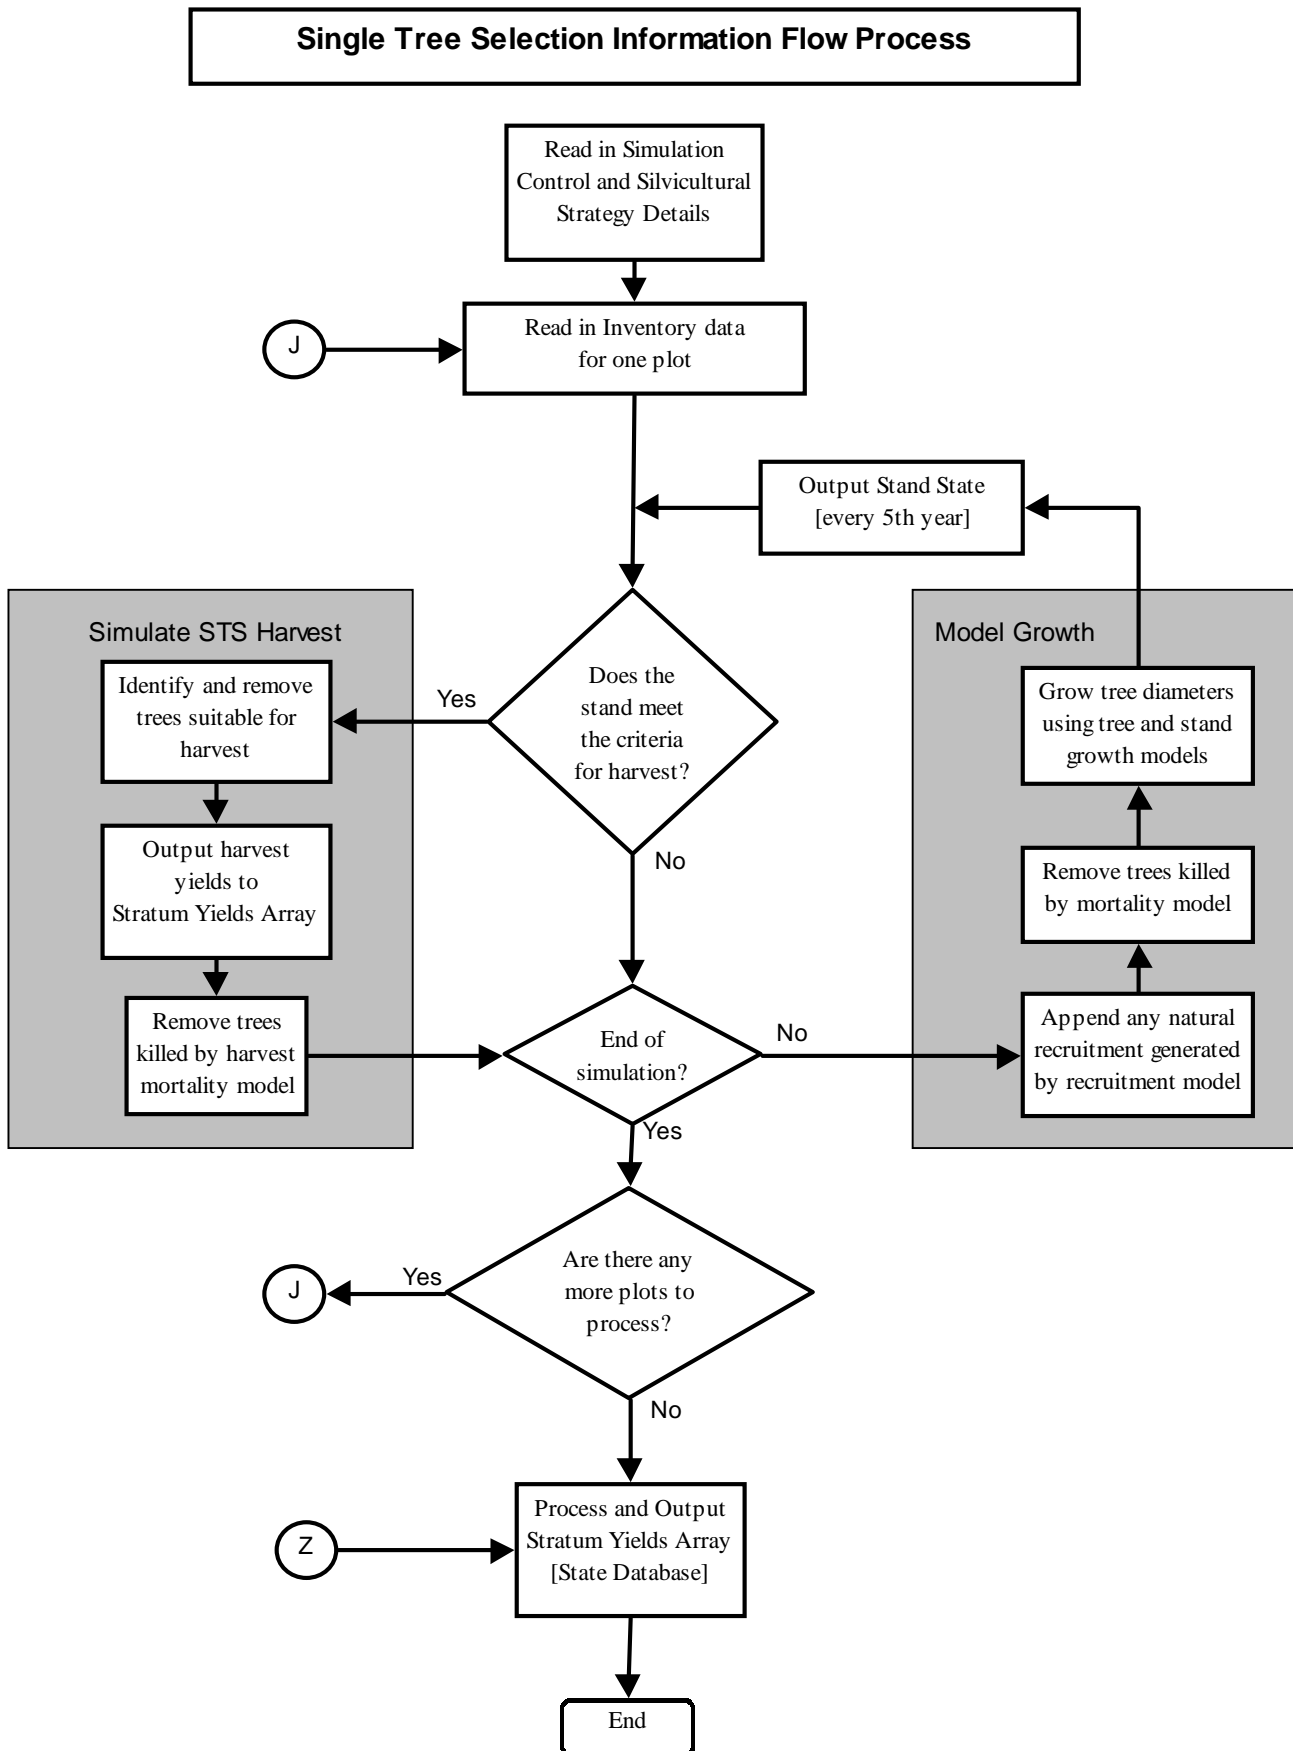 Single Tree Selection Information Flow Process
Read in Simulation
Control and Silvicultural
Strategy Details
J
Read in Inventory data
for one plot
Output Stand State
[every 5th year]
Simulate STS Harvest
Identify and remove
trees suitable for
harvest
Output harvest
yields to
Stratum Yields Array
Remove trees
killed by harvest
mortality model
Yes
Does the
stand meet
the criteria
for harvest?
No
Model Growth
Grow tree diameters
using tree and stand
growth models
Remove trees killed
by mortality model
Append any natural
recruitment generated
by recruitment model
End of
simulation?
No
Yes
Are there any
more plots to
process?
Yes
J
No
Z
Process and Output
Stratum Yields Array
[State Database]
End